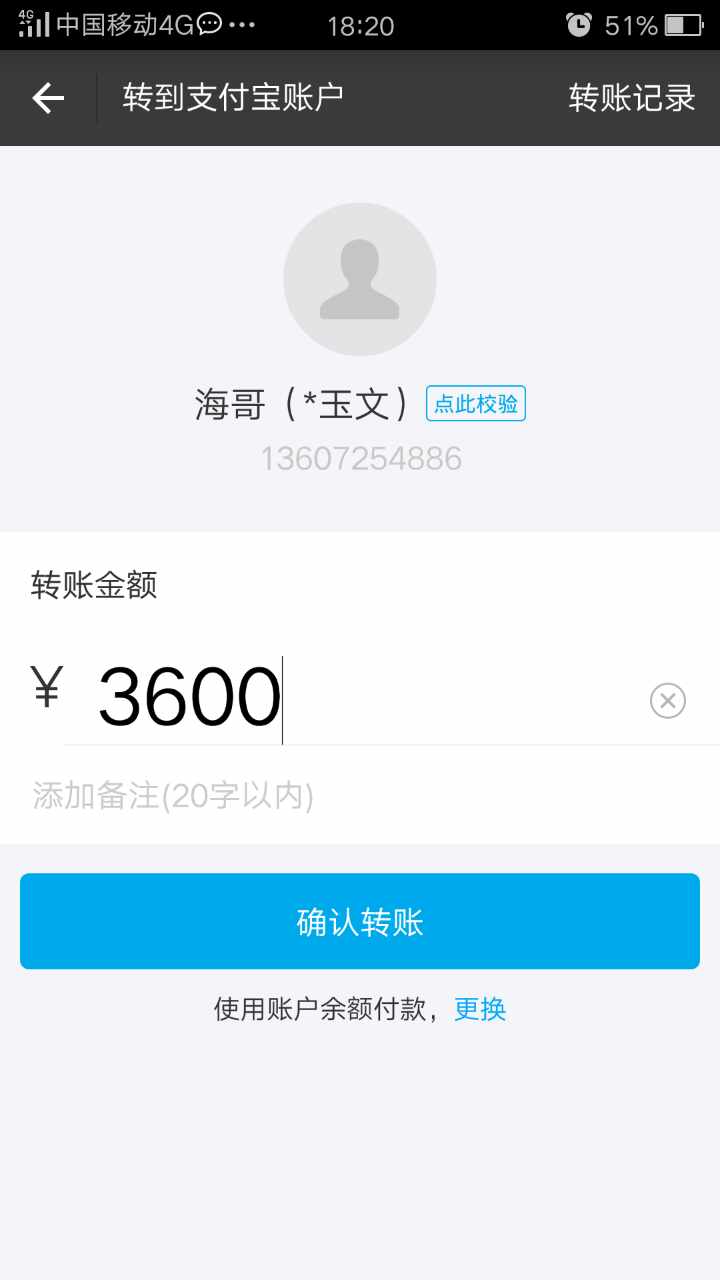 4G 中国移动4G ··· 18:20 51%
转到支付宝账户 转账记录
海哥（*玉文） 点此校验
13607254886
转账金额
¥ 3600
添加备注(20字以内)
确认转账
使用账户余额付款，更换